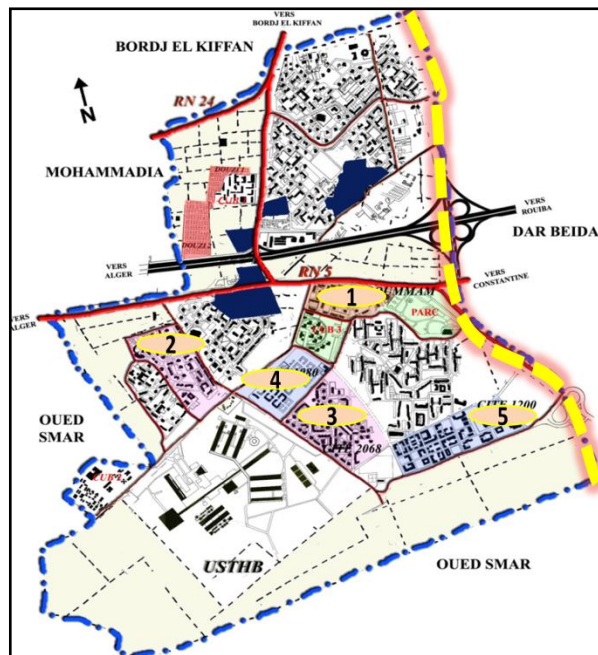 VERS
BORDJ EL KIFFAN
BORDJ EL KIFFAN
N
RN 24
MOHAMMADIA
DOUZI 1
DOUZI 2
VERS
ROUIBA
DAR BEIDA
VERS
ALGER
RN 5
VERS
CONSTANTINE
VERS
ALGER
1
PARC
2
4
3
2068
CITE 1200
5
OUED
SMAR
USTHB
OUED SMAR